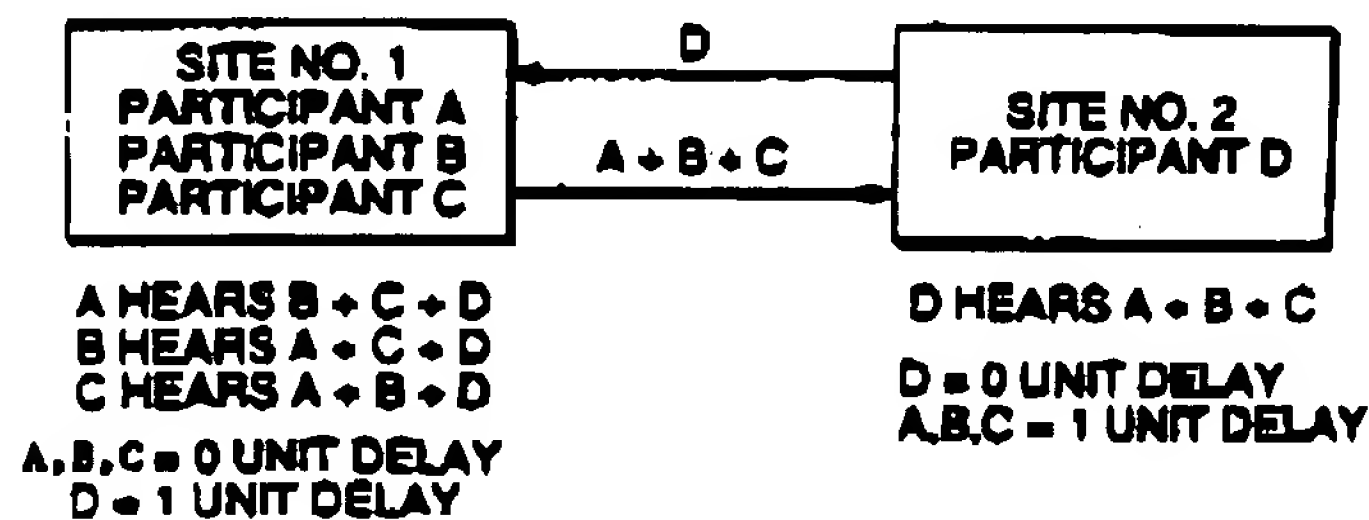 SITE NO. 1
PARTICIPANT A
PARTICIPANT B
PARTICIPANT C
D
A + B + C
SITE NO. 2
PARTICIPANT D
A HEARS B + C + D
B HEARS A + C + D
C HEARS A + B + D
A, B, C = 0 UNIT DELAY
D = 1 UNIT DELAY
D HEARS A + B + C
D = 0 UNIT DELAY
A,B,C = 1 UNIT DELAY